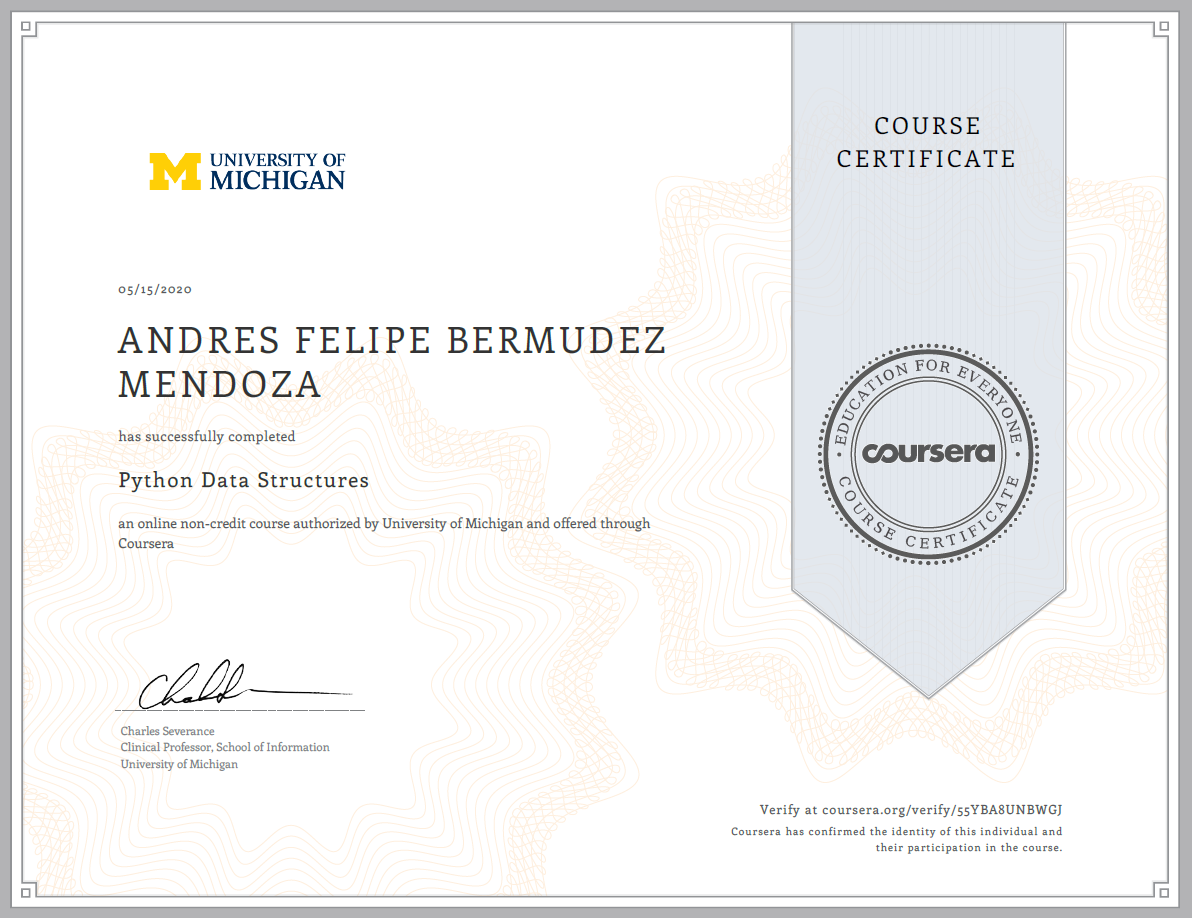 COURSE
CERTIFICATE
UNIVERSITY OF
MICHIGAN
05/15/2020
ANDRES FELIPE BERMUDEZ
MENDOZA
has successfully completed
Python Data Structures
an online non-credit course authorized by University of Michigan and offered through
Coursera
EDUCATION FOR EVERYONE
coursera
COURSE CERTIFICATE
Charles Severance
Clinical Professor, School of Information
University of Michigan
Verify at coursera.org/verify/55YBA8UNBWGJ
Coursera has confirmed the identity of this individual and
their participation in the course.